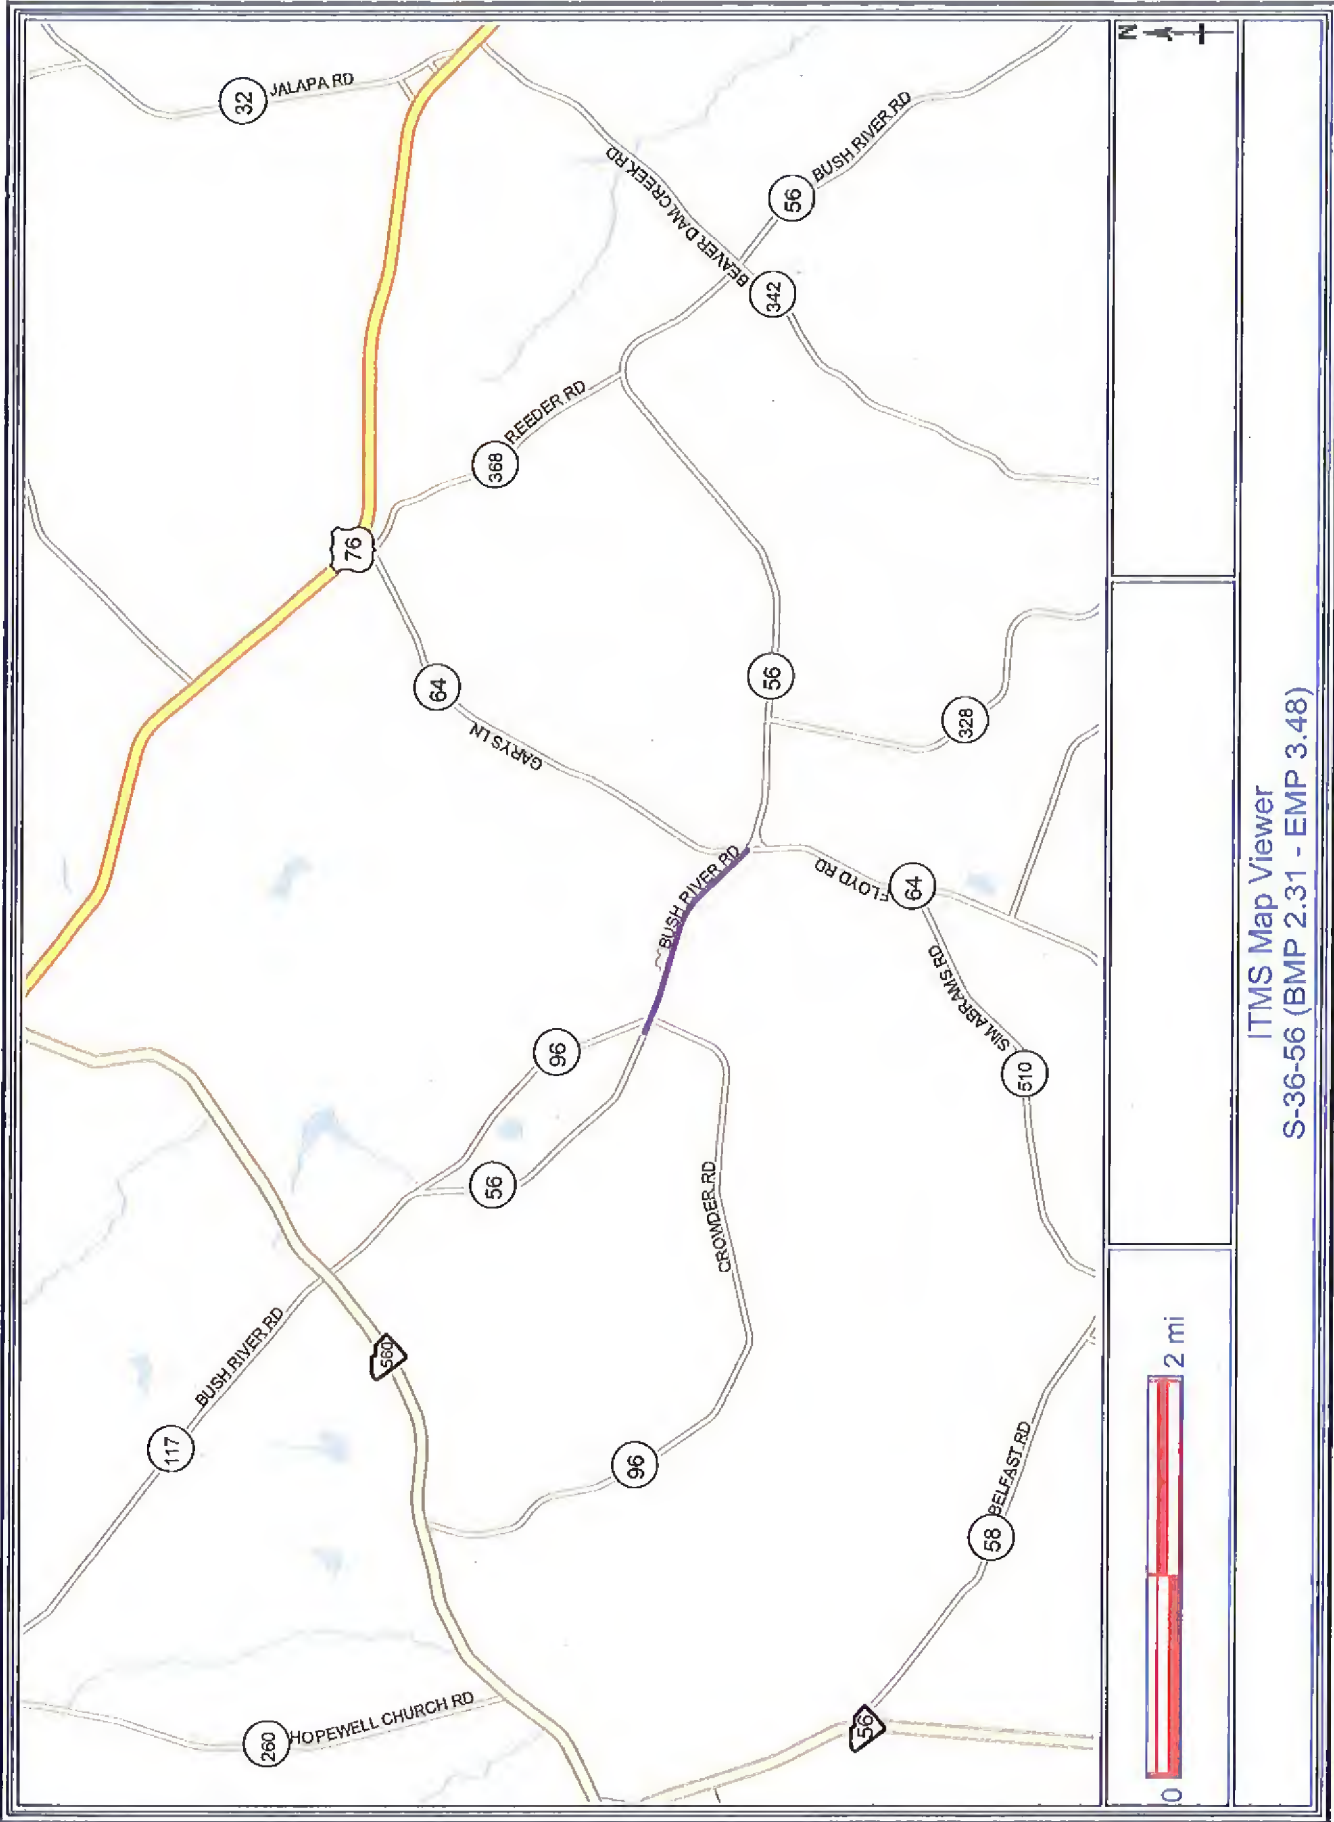 117
BUSH RIVER RD
560
260
HOPEWELL CHURCH RD
56
96
76
32
JALAPA RD
64
GARYS LN
368
REEDER RD
BEAVER DAM CREEK RD
342
56
BUSH RIVER RD
BUSH RIVER RD
56
96
CROWDER RD
FLOYD RD
64
328
SIM ABRAMS RD
510
56
58
BELFAST RD
0
2 mi
N
ITMS Map Viewer
S-36-56 (BMP 2.31 - EMP 3.48)